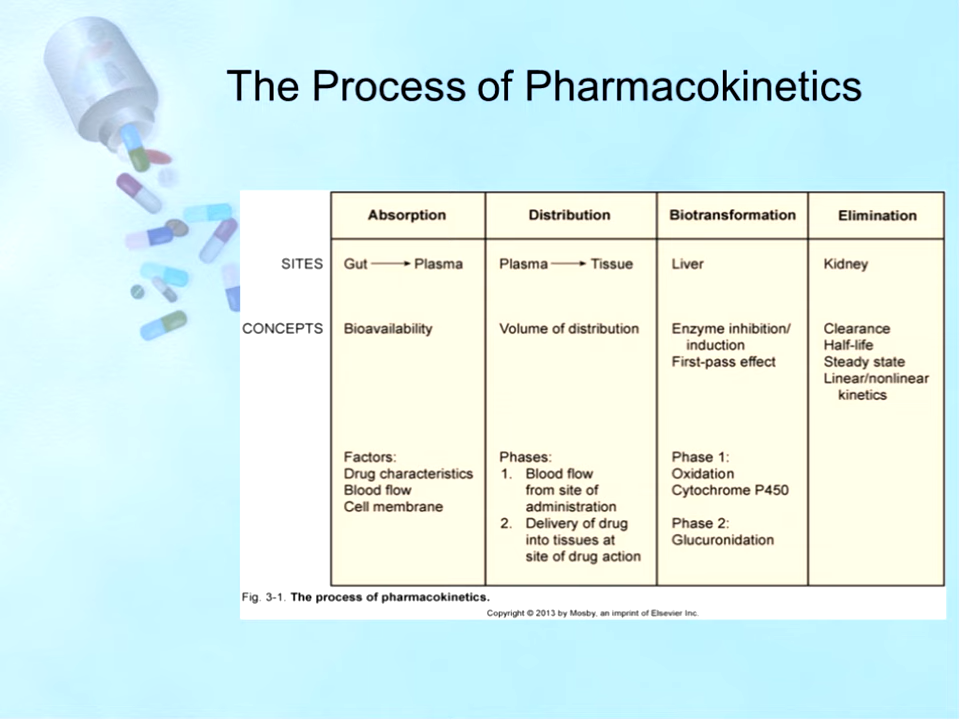 The Process of Pharmacokinetics
Absorption Distribution Biotransformation Elimination
SITES Gut → Plasma Plasma → Tissue Liver Kidney
CONCEPTS Bioavailability Volume of distribution Enzyme inhibition/ Clearance
induction Half-life
First-pass effect Steady state
Linear/nonlinear
kinetics
Factors: Phases: Phase 1:
Drug characteristics 1. Blood flow Oxidation
Blood flow from site of Cytochrome P450
Cell membrane administration
2. Delivery of drug Phase 2:
into tissues at Glucuronidation
site of drug action
Fig. 3-1. The process of pharmacokinetics.
Copyright © 2013 by Mosby, an imprint of Elsevier Inc.